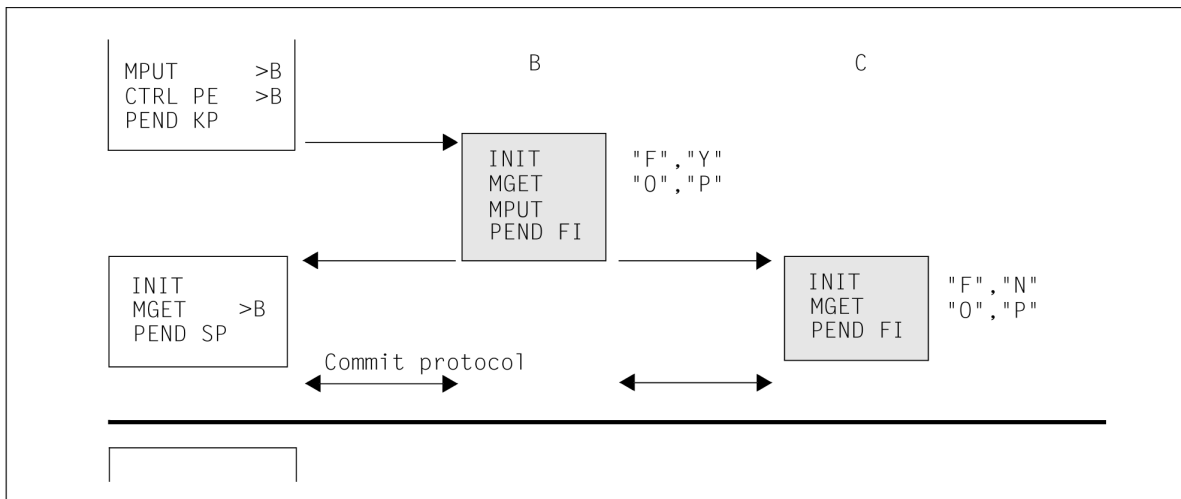 B
C
MPUT >B
CTRL PE >B
PEND KP
INIT
MGET
MPUT
PEND FI
"F","Y"
"O","P"
INIT
MGET >B
PEND SP
INIT
MGET
PEND FI
"F","N"
"O","P"
Commit protocol